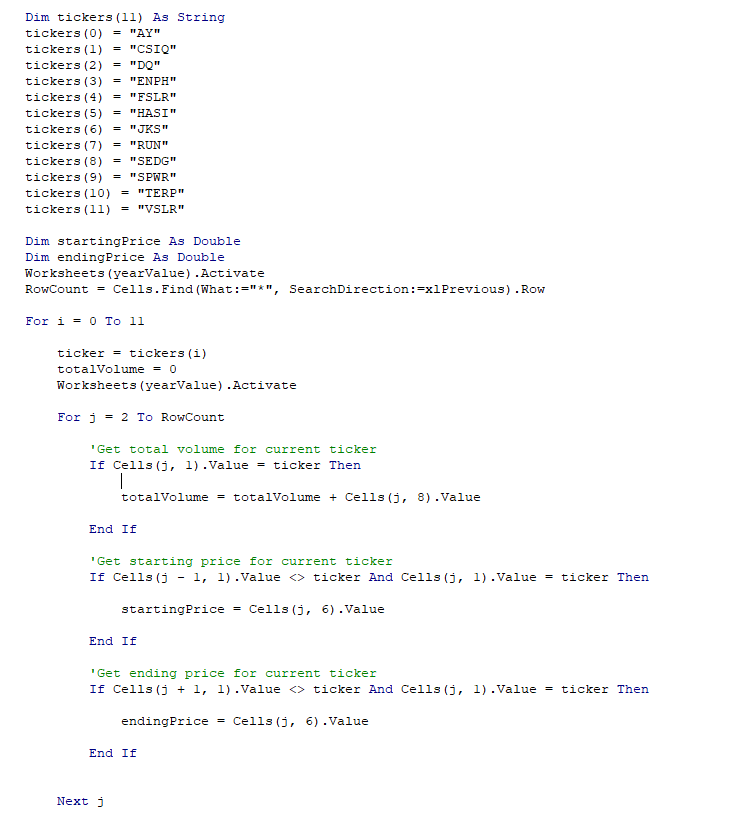 Dim tickers(11) As String
tickers(0) = "AY"
tickers(1) = "CSIQ"
tickers(2) = "DQ"
tickers(3) = "ENPH"
tickers(4) = "FSLR"
tickers(5) = "HASI"
tickers(6) = "JKS"
tickers(7) = "RUN"
tickers(8) = "SEDG"
tickers(9) = "SPWR"
tickers(10) = "TERP"
tickers(11) = "VSLR"
Dim startingPrice As Double
Dim endingPrice As Double
Worksheets(yearValue).Activate
RowCount = Cells.Find(What:="*", SearchDirection:=xlPrevious).Row
For i = 0 To 11
ticker = tickers(i)
totalVolume = 0
Worksheets(yearValue).Activate
For j = 2 To RowCount
'Get total volume for current ticker
If Cells(j, 1).Value = ticker Then
totalVolume = totalVolume + Cells(j, 8).Value
End If
'Get starting price for current ticker
If Cells(j - 1, 1).Value <> ticker And Cells(j, 1).Value = ticker Then
startingPrice = Cells(j, 6).Value
End If
'Get ending price for current ticker
If Cells(j + 1, 1).Value <> ticker And Cells(j, 1).Value = ticker Then
endingPrice = Cells(j, 6).Value
End If
Next j